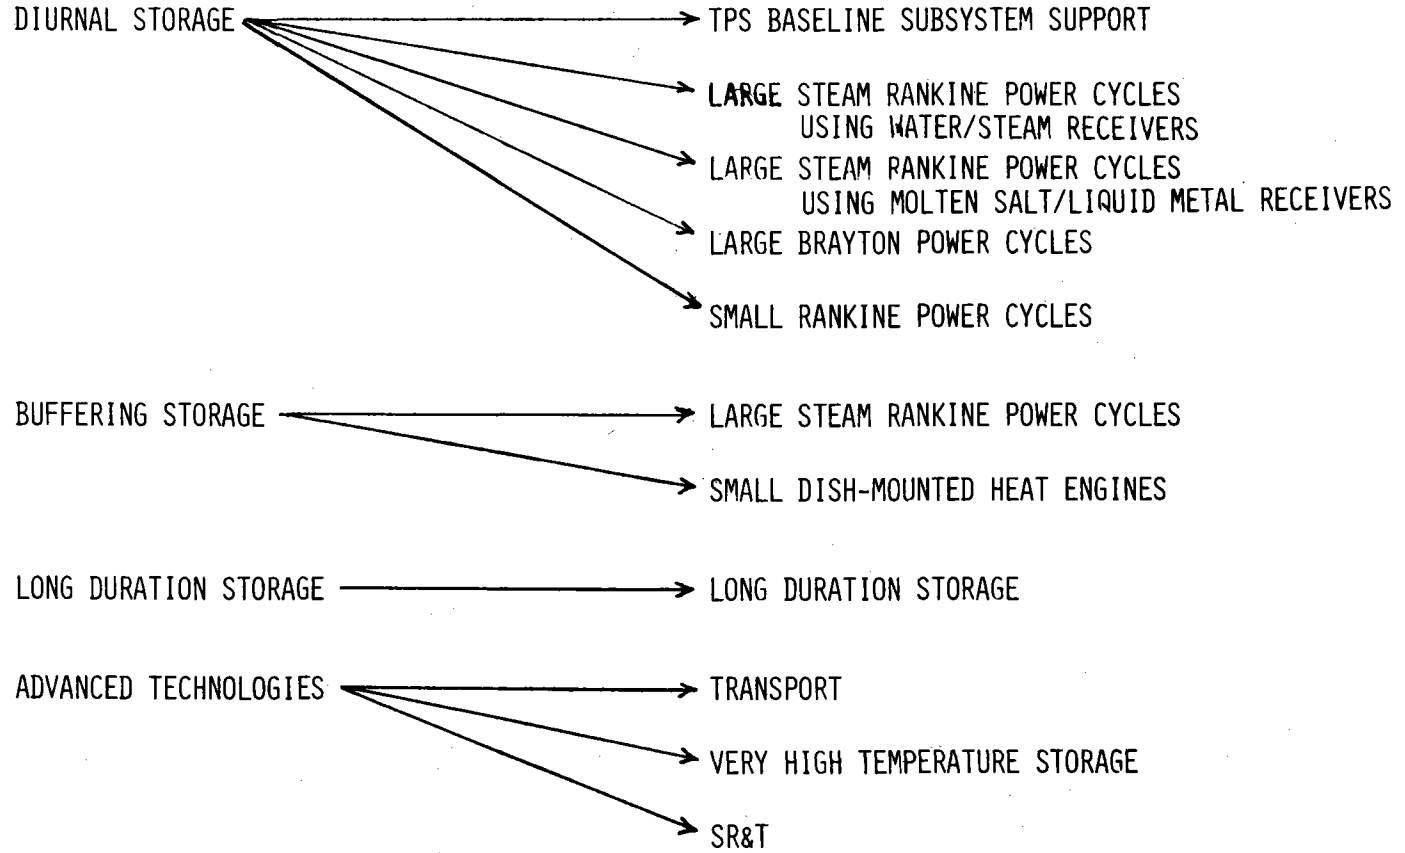 DIURNAL STORAGE
TPS BASELINE SUBSYSTEM SUPPORT
LARGE STEAM RANKINE POWER CYCLES
USING WATER/STEAM RECEIVERS
LARGE STEAM RANKINE POWER CYCLES
USING MOLTEN SALT/LIQUID METAL RECEIVERS
LARGE BRAYTON POWER CYCLES
SMALL RANKINE POWER CYCLES
BUFFERING STORAGE
LARGE STEAM RANKINE POWER CYCLES
SMALL DISH-MOUNTED HEAT ENGINES
LONG DURATION STORAGE
LONG DURATION STORAGE
ADVANCED TECHNOLOGIES
TRANSPORT
VERY HIGH TEMPERATURE STORAGE
SR&T